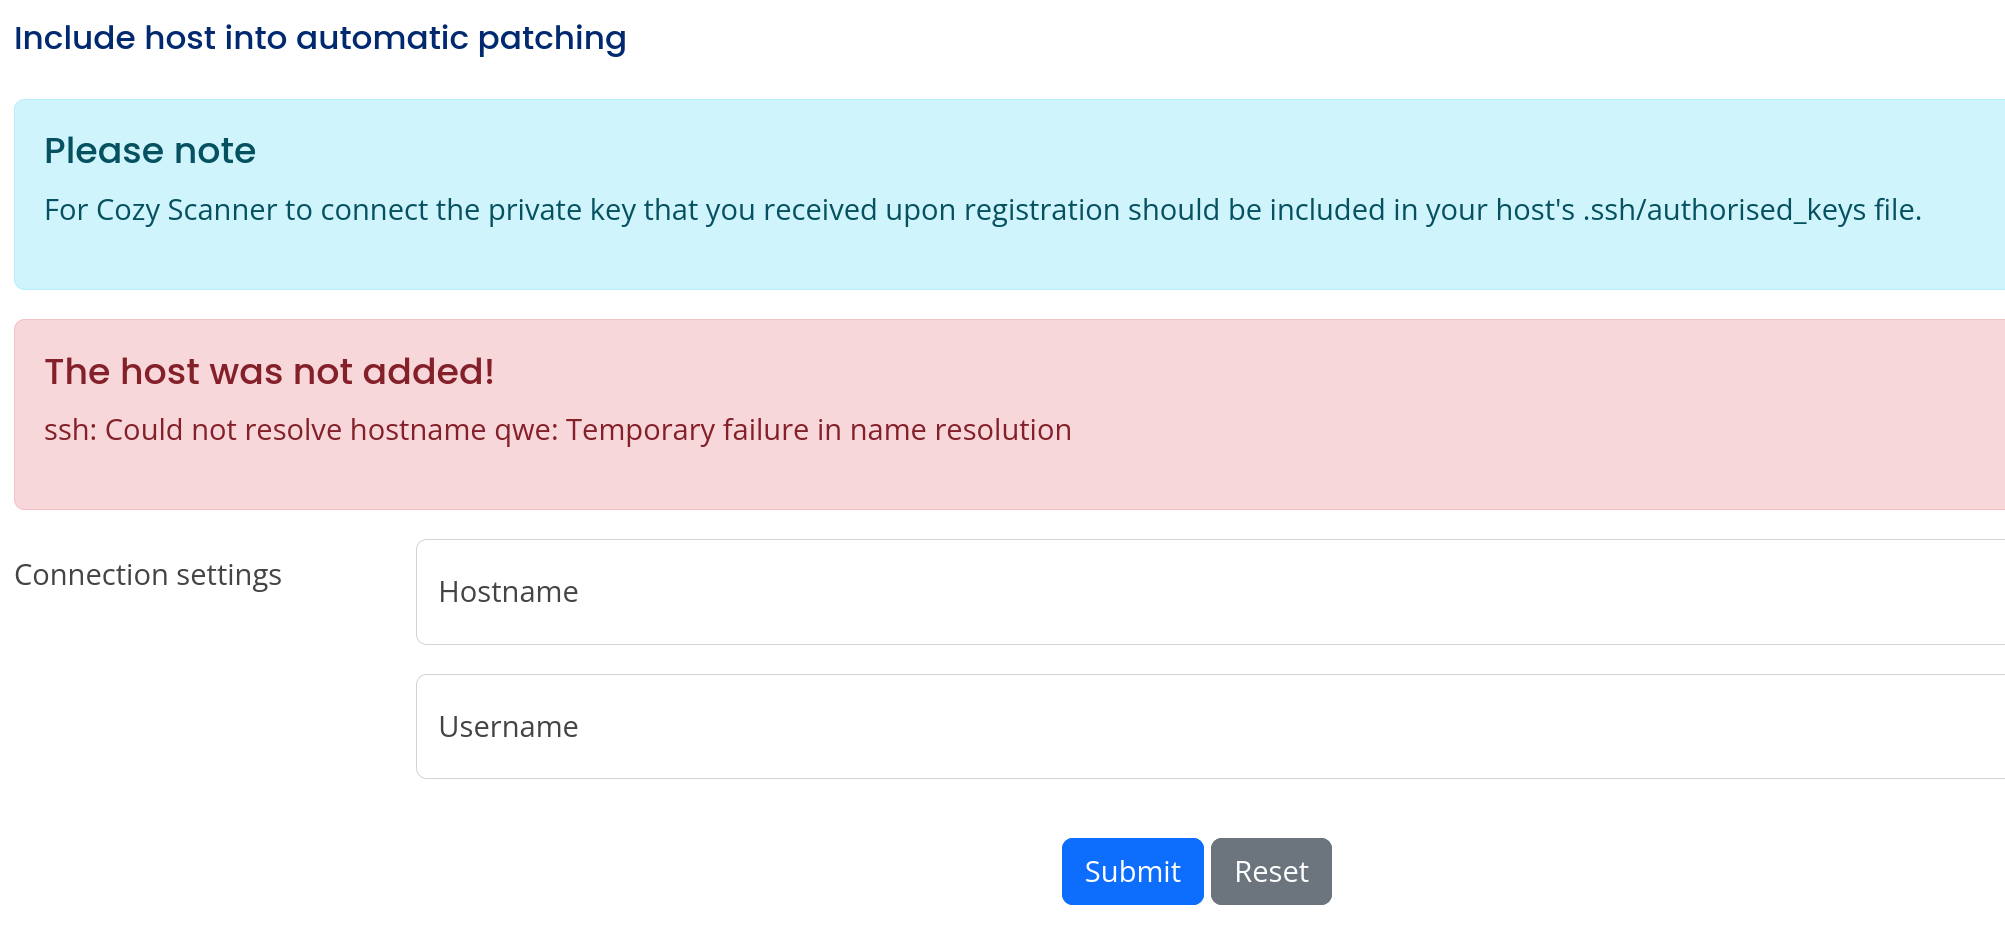 Include host into automatic patching
Please note
For Cozy Scanner to connect the private key that you received upon registration should be included in your host's .ssh/authorised_keys file.
The host was not added!
ssh: Could not resolve hostname qwe: Temporary failure in name resolution
Connection settings
Hostname
Username
Submit Reset